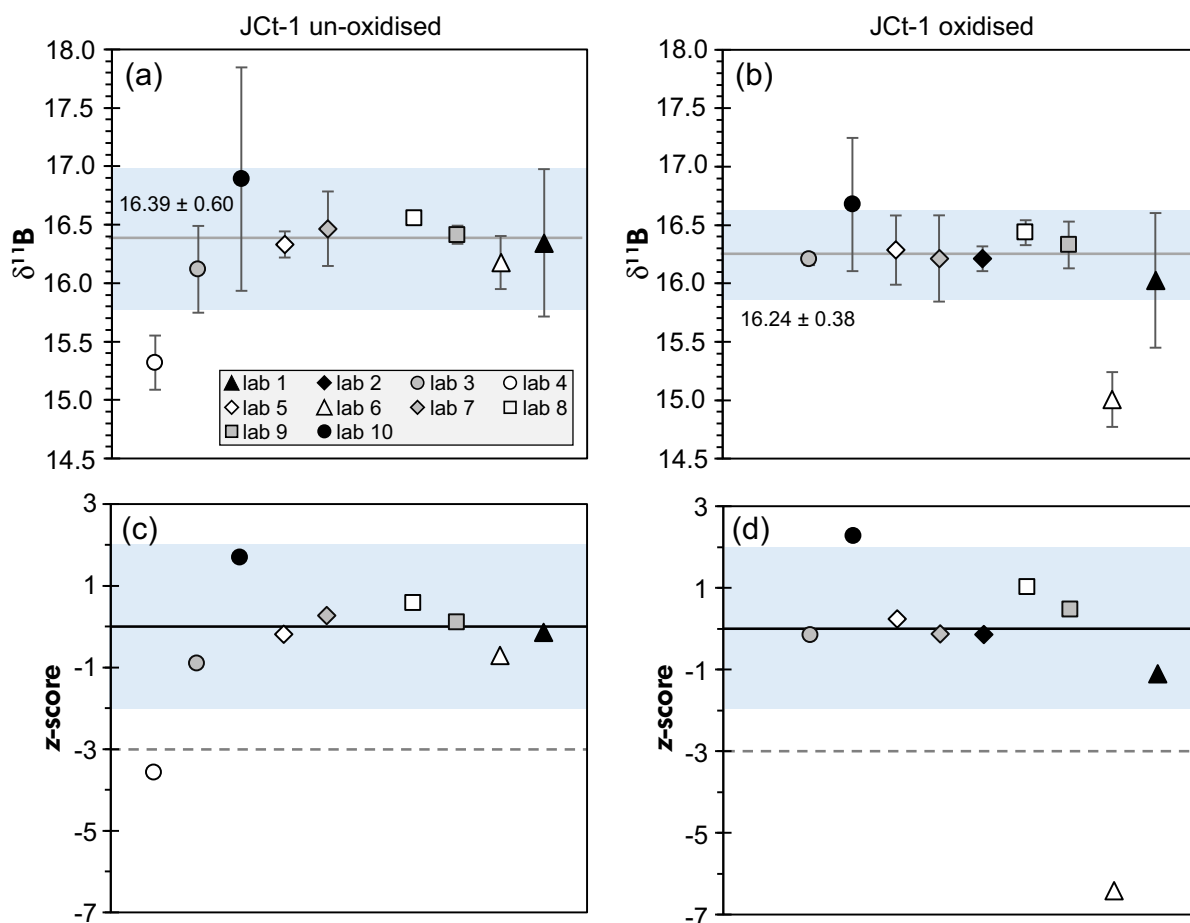 JCt-1 un-oxidised
JCt-1 oxidised
(a)
18.0
17.5
17.0
16.5
16.0
15.5
15.0
14.5
δ¹¹B
16.39 ± 0.60
lab 1 lab 2 lab 3 lab 4
lab 5 lab 6 lab 7 lab 8
lab 9 lab 10
(b)
18.0
17.5
17.0
16.5
16.0
15.5
15.0
14.5
δ¹¹B
16.24 ± 0.38
(c)
3
1
-1
-3
-5
-7
z-score
(d)
3
1
-1
-3
-5
-7
z-score